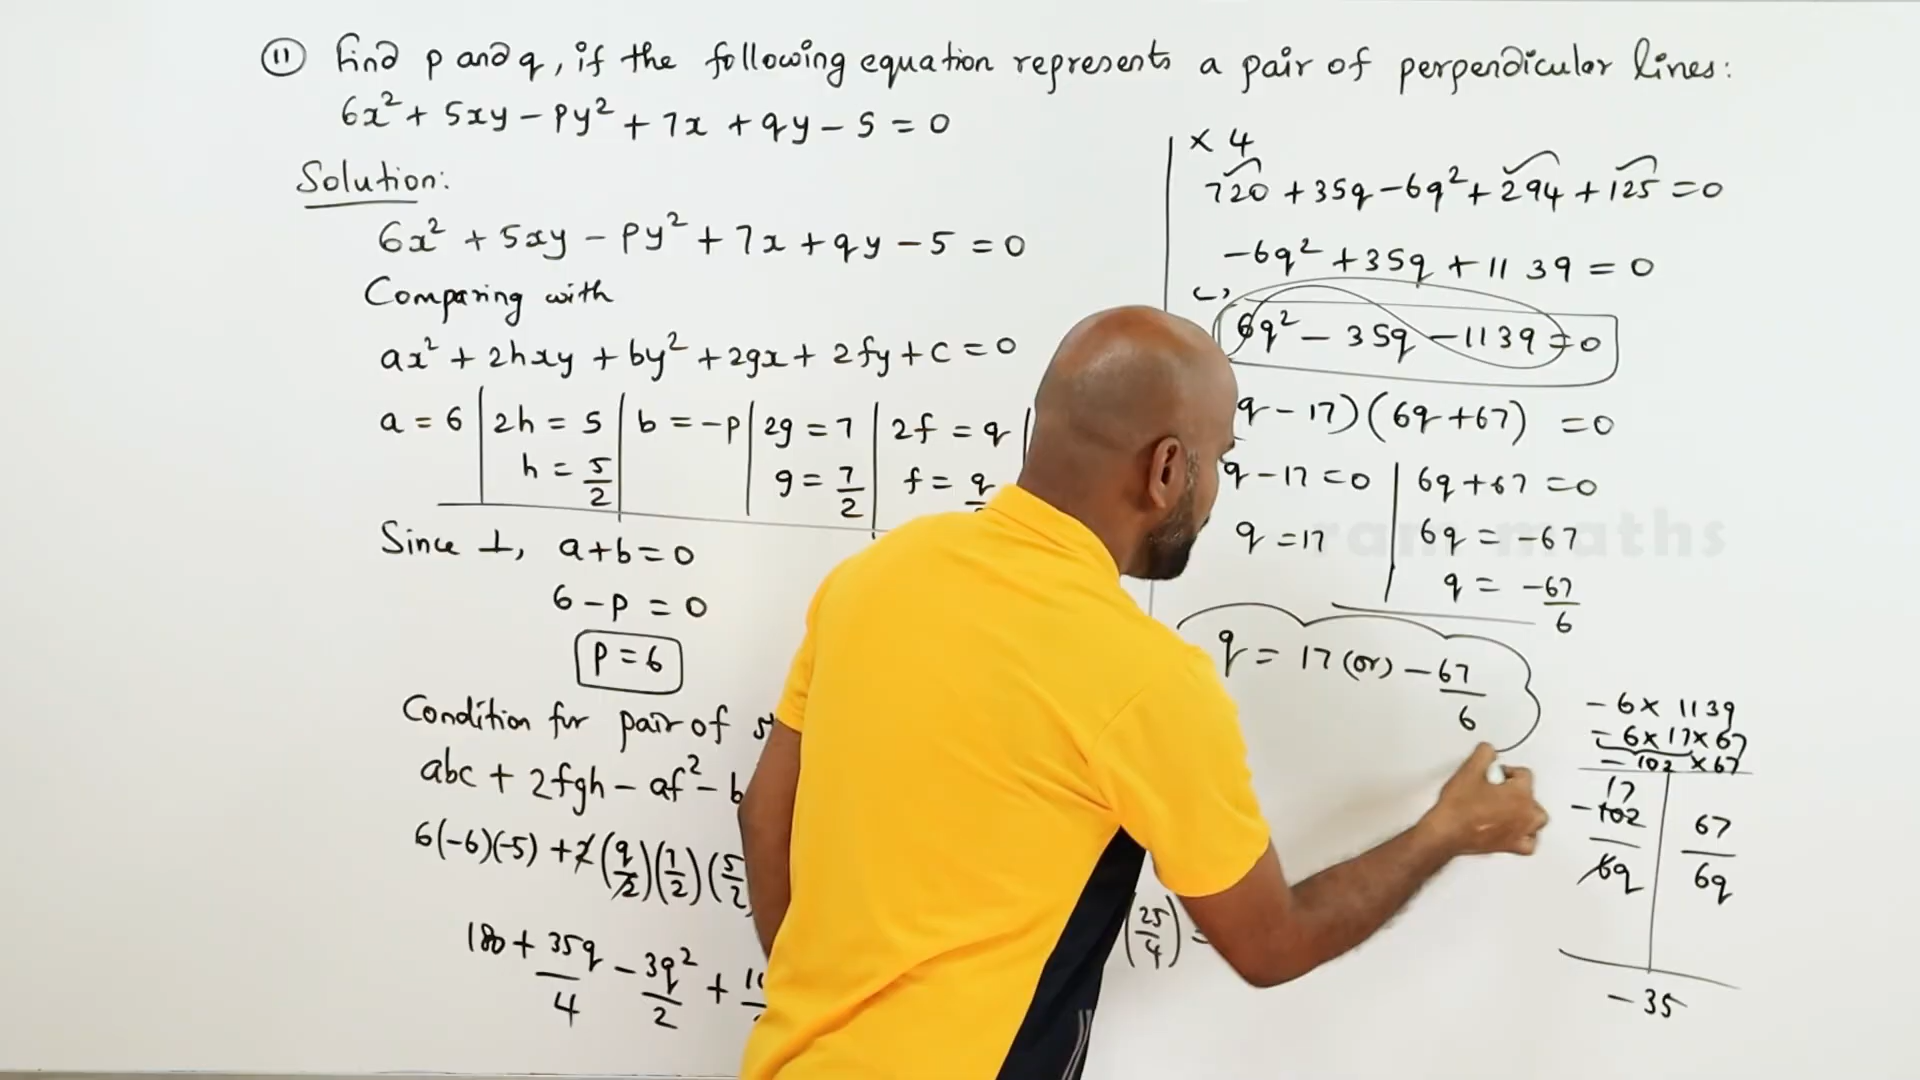 (11) Find p and q, if the following equation represents a pair of perpendicular lines:
6x² + 5xy - py² + 7x + qy - 5 = 0
Solution:
6x² + 5xy - py² + 7x + qy - 5 = 0
Comparing with
ax² + 2hxy + by² + 2gx + 2fy + c = 0
a = 6 | 2h = 5 | b = -p | 2g = 7 | 2f = q
h = 5/2 g = 7/2 f = q
Since ⊥, a+b = 0
6 - p = 0
p = 6
Condition for pair of
abc + 2fgh - af² - b
6(-6)(-5) + 2(q/2)(7/2)(5/2)
180 + 35q/4 - 3q²/2 +
(25/4) =
× 4
720 + 35q - 6q² + 294 + 125 = 0
-6q² + 35q + 1139 = 0
6q² - 35q - 1139 = 0
q - 17)(6q + 67) = 0
q - 17 = 0 | 6q + 67 = 0
q = 17 | 6q = -67
q = -67/6
q = 17 (or) -67/6
-6 × 1139
-6 × 17 × 67
-102 × 67
17
-102/6q | 67/6q
-35
ram maths